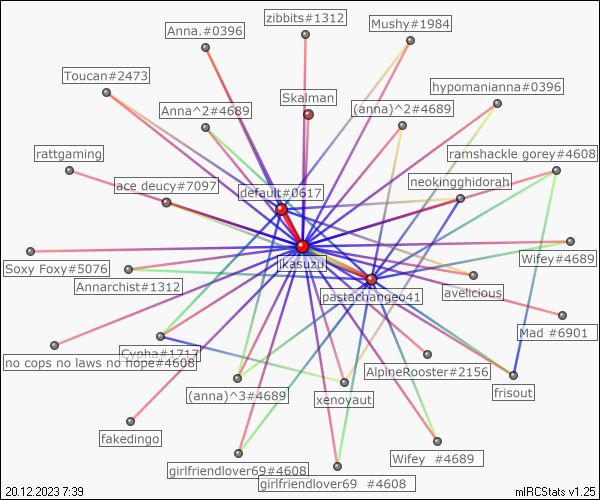 zibbits#1312
Anna.#0396
Mushy#1984
Toucan#2473
hypomanianna#0396
Skalman
Anna^2#4689
(anna)^2#4689
rattgaming
ramshackle gorey#4608
ace deucy#7097
neokingghidorah
default#0617
Wifey#4689
jkasuzu
Soxy Foxy#5076
Annarchist#1312
avelicious
pastachangeo41
Mad #6901
Cypha#1717
no cops no laws no hope#4608
AlpineRooster#2156
(anna)^3#4689
xenoyaut
frisout
fakedingo
Wifey #4689
girlfriendlover69#4608
girlfriendlover69 #4608
20.12.2023 7:39
mIRCStats v1.25